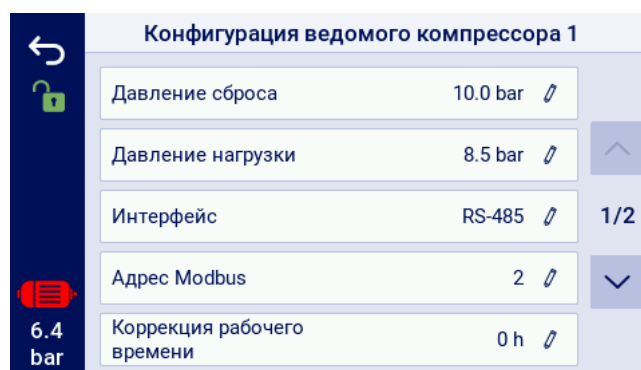 Конфигурация ведомого компрессора 1
Давление сброса 10.0 bar
Давление нагрузки 8.5 bar
Интерфейс RS-485
1/2
Адрес Modbus 2
Коррекция рабочего
времени 0 h
6.4
bar